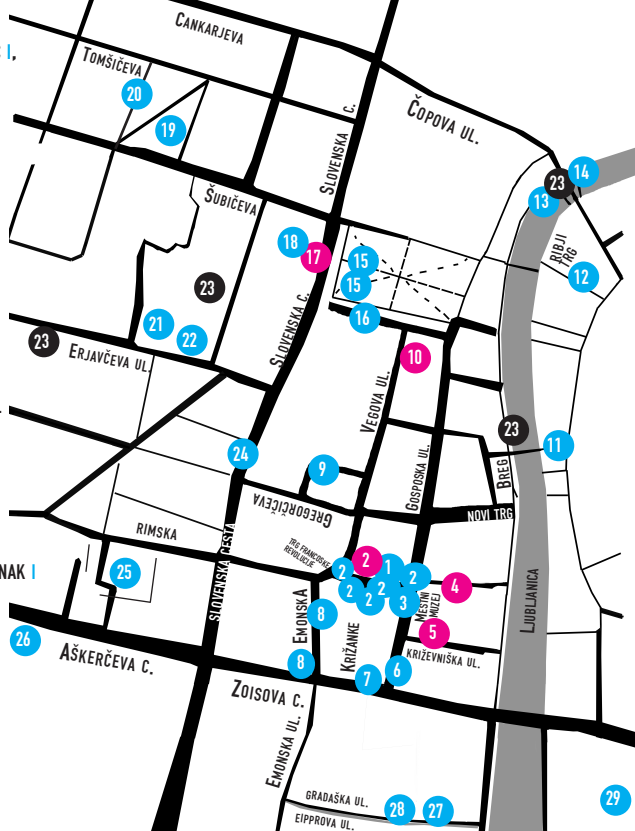 CANKARJEVA
I,
TOMŠIČEVA
20
19
SLOVENSKA C.
ČOPOVA UL.
23
14
13
ŠUBIČEVA
18
17
15
15
16
RIBJI
TRG
12
23
21
22
23
ERJAVČEVA UL.
SLOVENSKA C.
10
VEGOVA UL.
GOSPOSKA UL.
23
11
BREG
24
9
GREGORČIČEVA
NOVI TRG
RIMSKA
SLOVENSKA CESTA
TRG FRANCOSKE
REVOLUCIJE
2
2
1
2
2
2
2
3
4
MESTNI
MUZEJ
5
LJUBLJANICA
NAK I
25
EMONSKA
8
KRIŽANKE
KRIŽEVNIŠKA UL.
26
AŠKERČEVA C.
8
7
6
ZOISOVA C.
EMONSKA UL.
GRADAŠKA UL.
28
27
29
EIPPROVA UL.